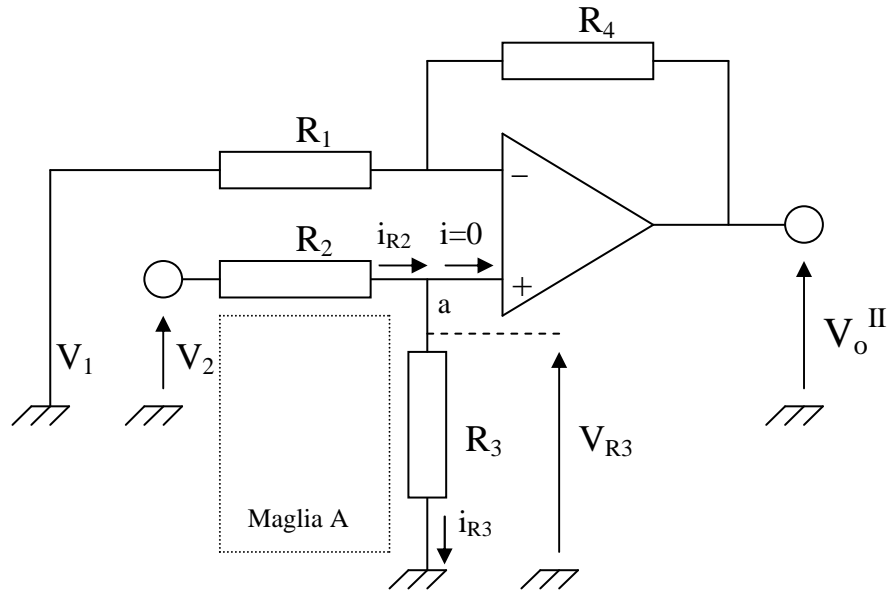 R4
R1
−
R2
iR2
i=0
+
a
V1
V2
VoII
R3
VR3
Maglia A
iR3